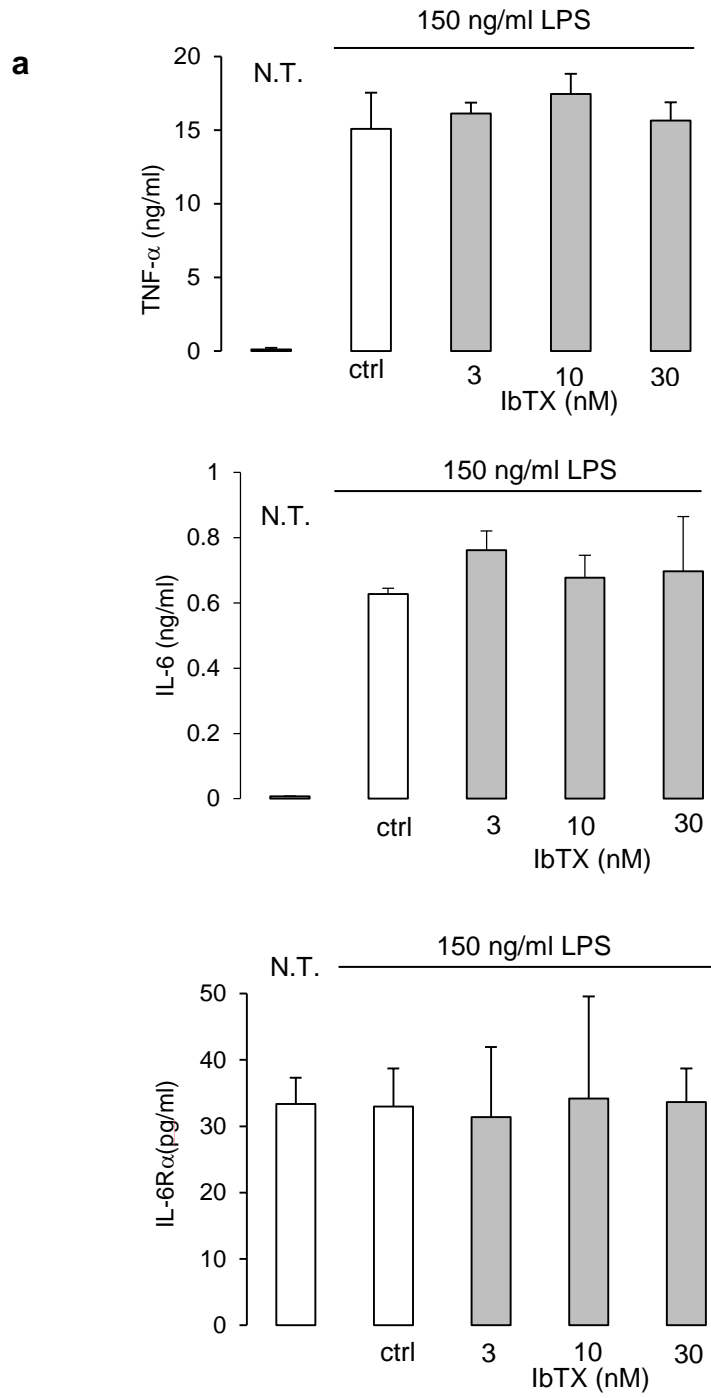 a
150 ng/ml LPS
N.T.
20
15
10
5
0
TNF-α (ng/ml)
ctrl
3
10
30
IbTX (nM)
150 ng/ml LPS
N.T.
1
0.8
0.6
0.4
0.2
0
IL-6 (ng/ml)
ctrl
3
10
30
IbTX (nM)
150 ng/ml LPS
N.T.
50
40
30
20
10
0
IL-6Rα(pg/ml)
ctrl
3
10
30
IbTX (nM)